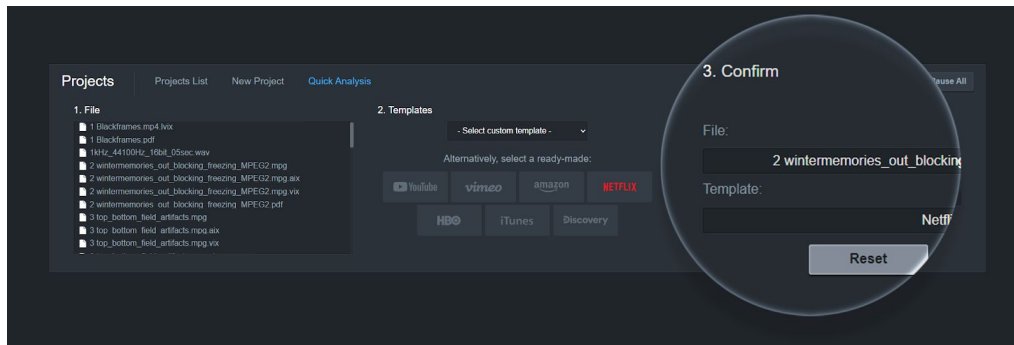 Projects
Projects List
New Project
Quick Analysis
1. File
1 Blackframes.mp4.lvix
1 Blackframes.pdf
1kHz_44100Hz_16bit_05sec.wav
2 wintermemories_out_blocking_freezing_MPEG2.mpg
2 wintermemories_out_blocking_freezing_MPEG2.mpg.aix
2 wintermemories_out_blocking_freezing_MPEG2.mpg.vix
2 wintermemories_out_blocking_freezing_MPEG2.pdf
3 top_bottom_field_artifacts.mpg
3 top_bottom_field_artifacts.mpg.aix
3 top_bottom_field_artifacts.mpg.vix
2. Templates
- Select custom template -
Alternatively, select a ready-made:
YouTube
vimeo
amazon
NETFLIX
HBO
iTunes
Discovery
3. Confirm
File:
2 wintermemories_out_blocking
Template:
Netfli
Reset
All